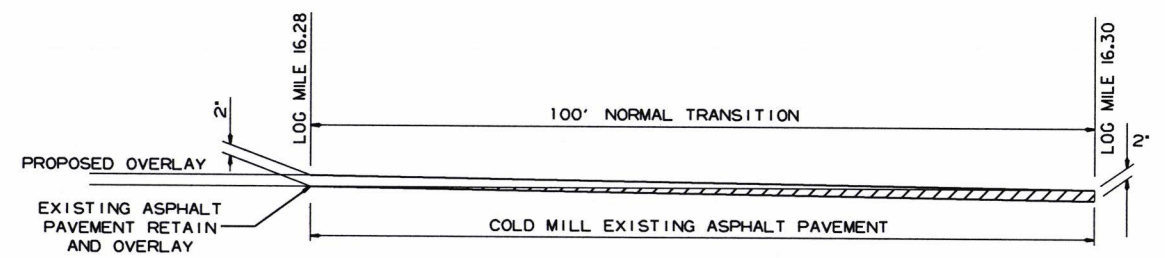 LOG MILE 16.28
LOG MILE 16.30
2"
100' NORMAL TRANSITION
2"
PROPOSED OVERLAY
EXISTING ASPHALT
PAVEMENT RETAIN
AND OVERLAY
COLD MILL EXISTING ASPHALT PAVEMENT